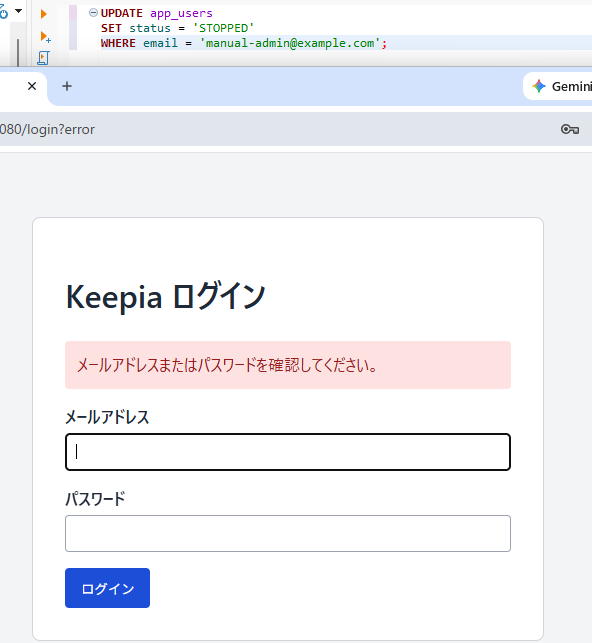 UPDATE app_users
SET status = 'STOPPED'
WHERE email = 'manual-admin@example.com';
Gemini
080/login?error
Keepia ログイン
メールアドレスまたはパスワードを確認してください。
メールアドレス
パスワード
ログイン